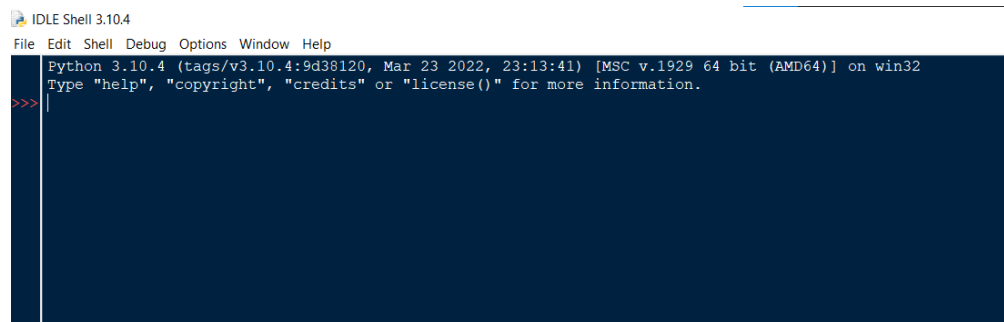 IDLE Shell 3.10.4
File Edit Shell Debug Options Window Help
Python 3.10.4 (tags/v3.10.4:9d38120, Mar 23 2022, 23:13:41) [MSC v.1929 64 bit (AMD64)] on win32
Type "help", "copyright", "credits" or "license()" for more information.
>>>